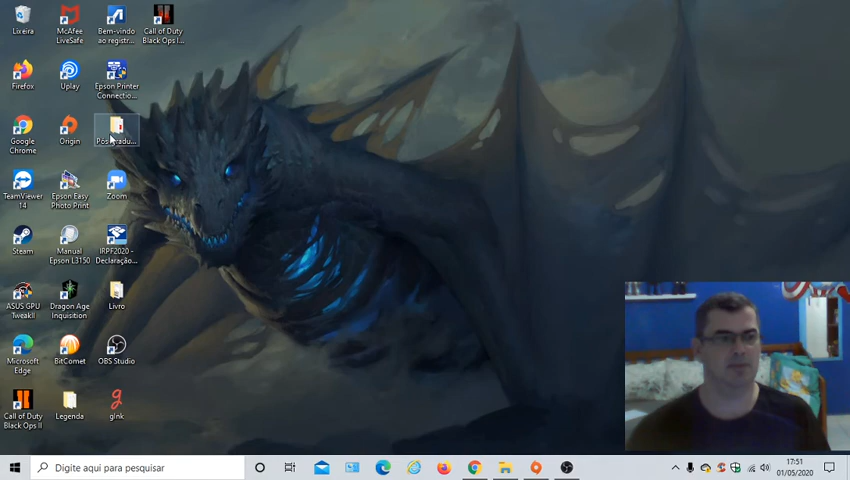 Lixeira
McAfee
LiveSafe
Bem-vindo
ao registr...
Call of Duty
Black Ops I...
Firefox
Uplay
Epson Printer
Connectio...
Google
Chrome
Origin
TeamViewer
14
Epson Easy
Photo Print
Zoom
Steam
Manual
Epson L3150
IRPF2020 -
Declaração...
ASUS GPU
TweakII
Dragon Age
Inquisition
Livro
Microsoft
Edge
BitComet
OBS Studio
Call of Duty
Black Ops II
Legenda
glnk
Digite aqui para pesquisar
17:51
01/05/2020